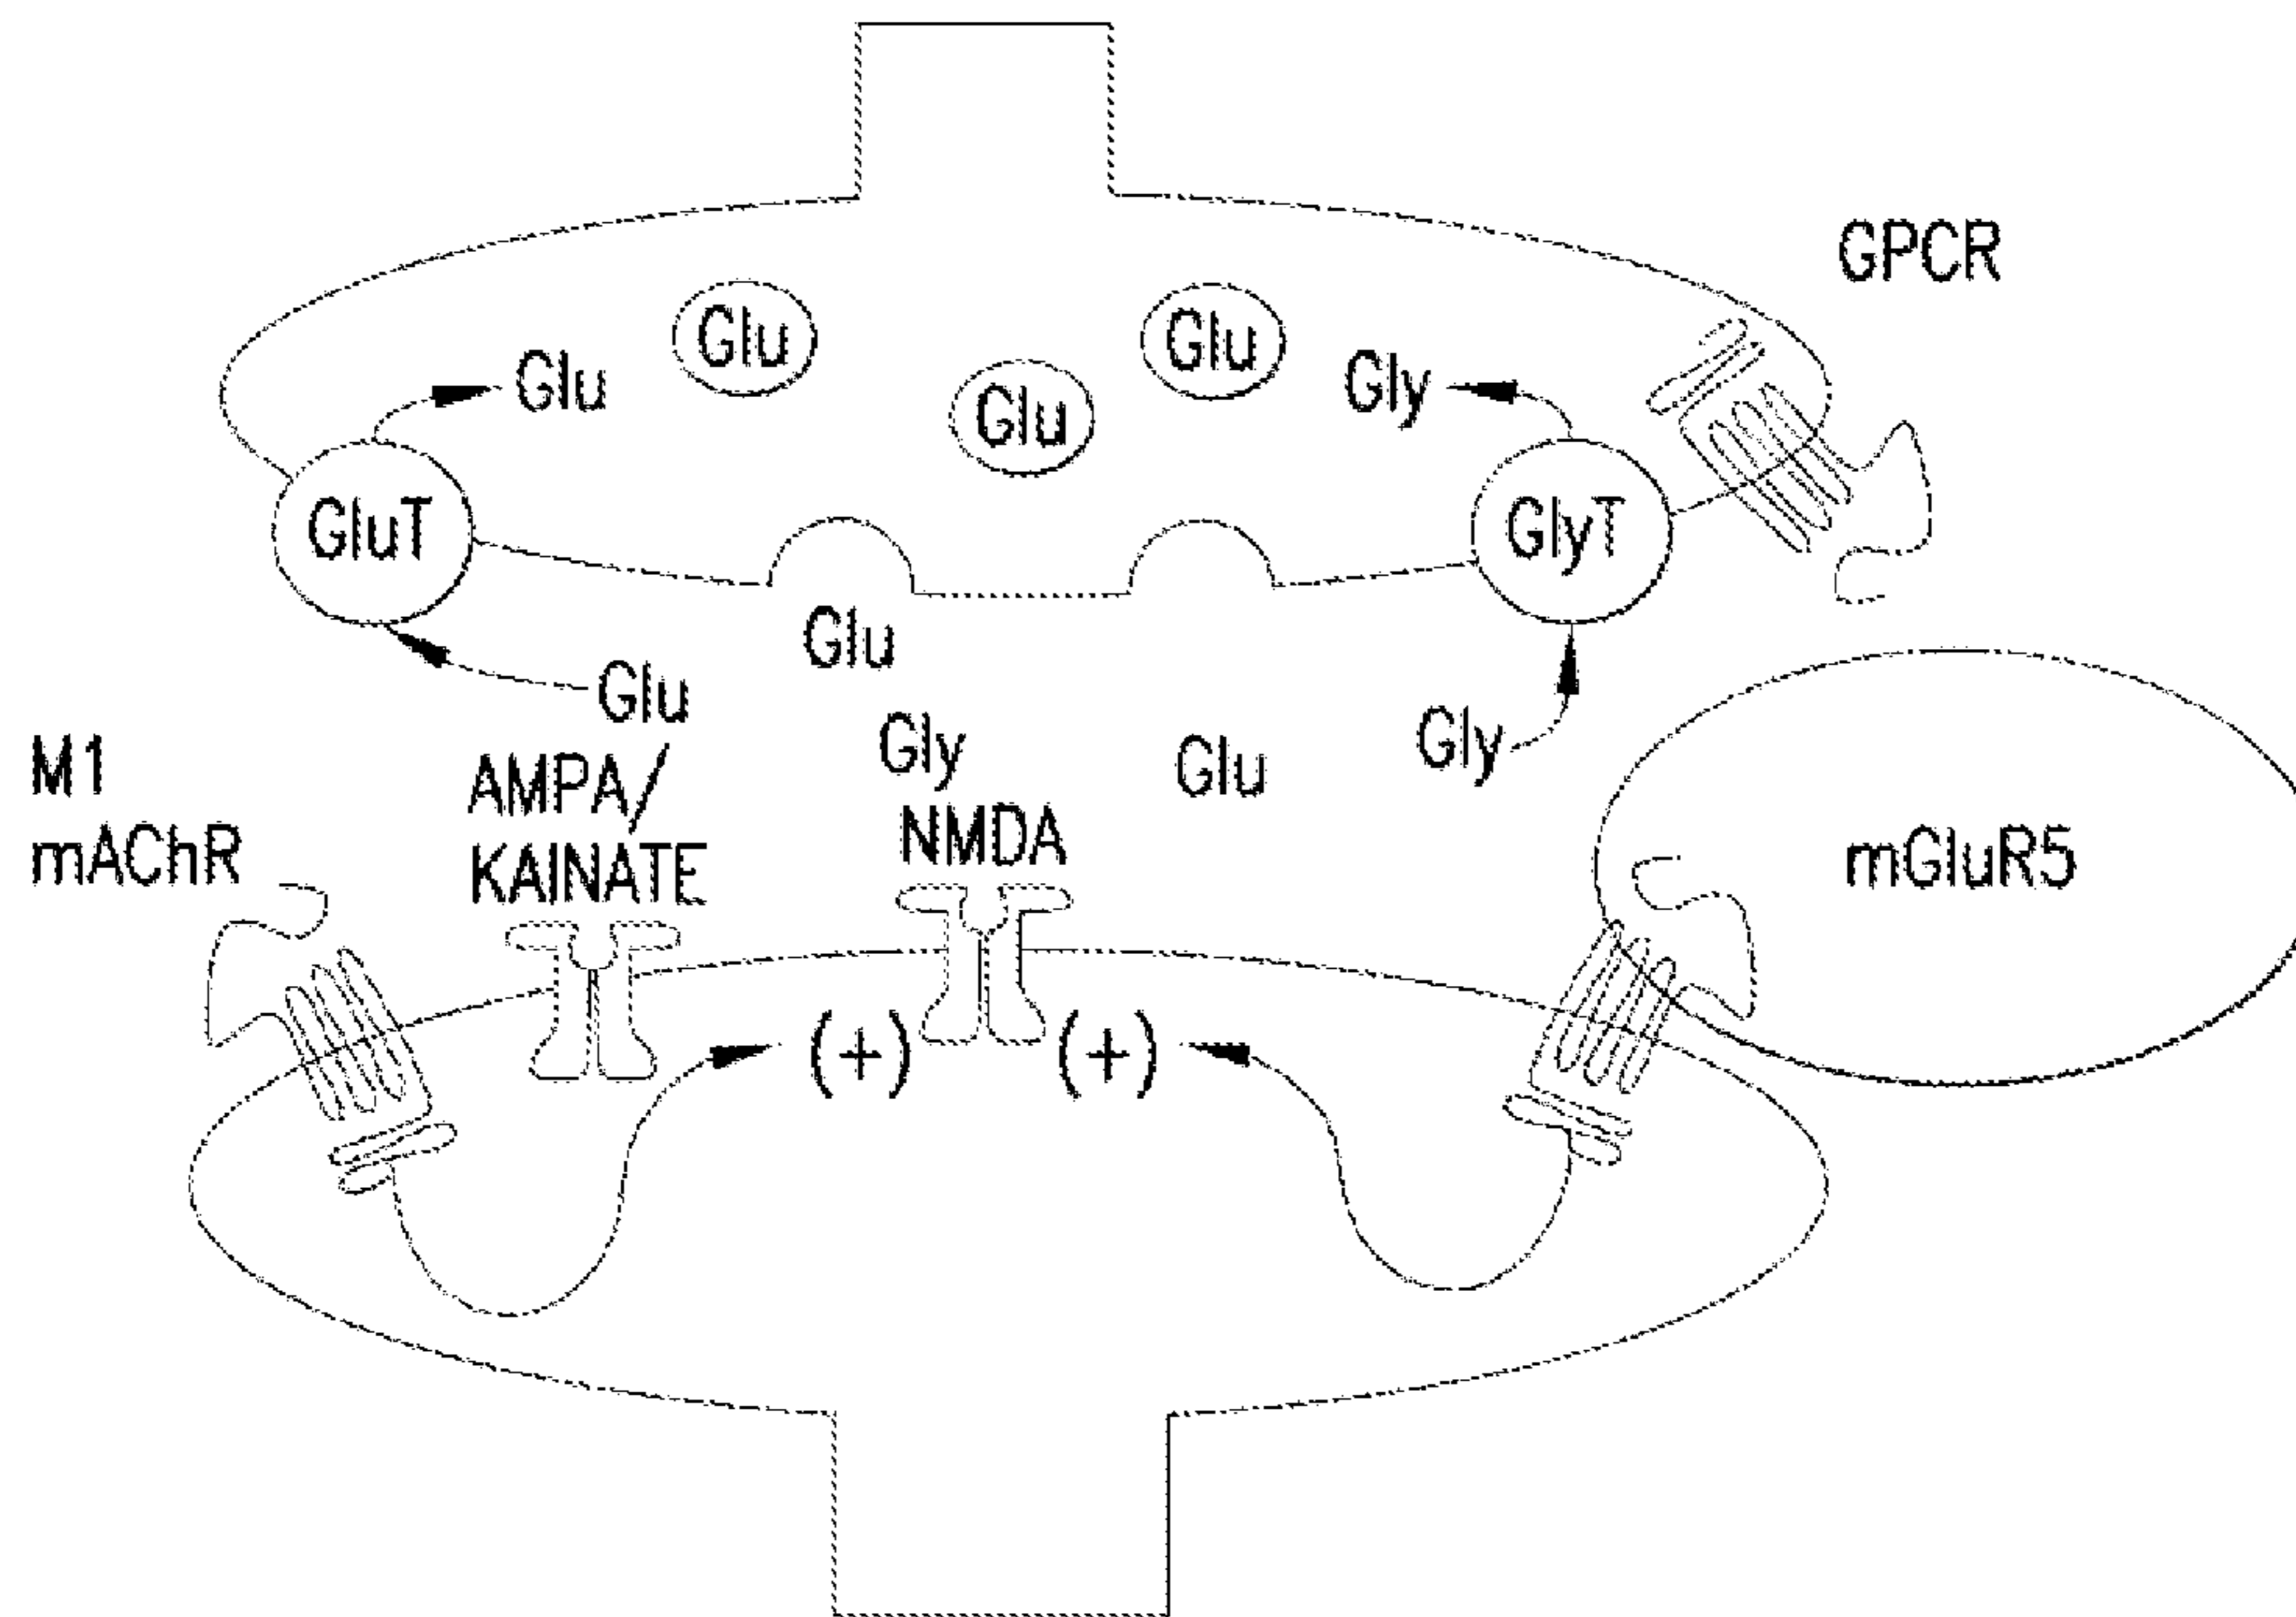 GPCR
Glu
Glu
Glu
Gly
Glu
GluT
GlyT
Glu
Glu
Gly
Glu
Gly
M1
mAChR
AMPA/
KAINATE
NMDA
mGluR5
(+)
(+)